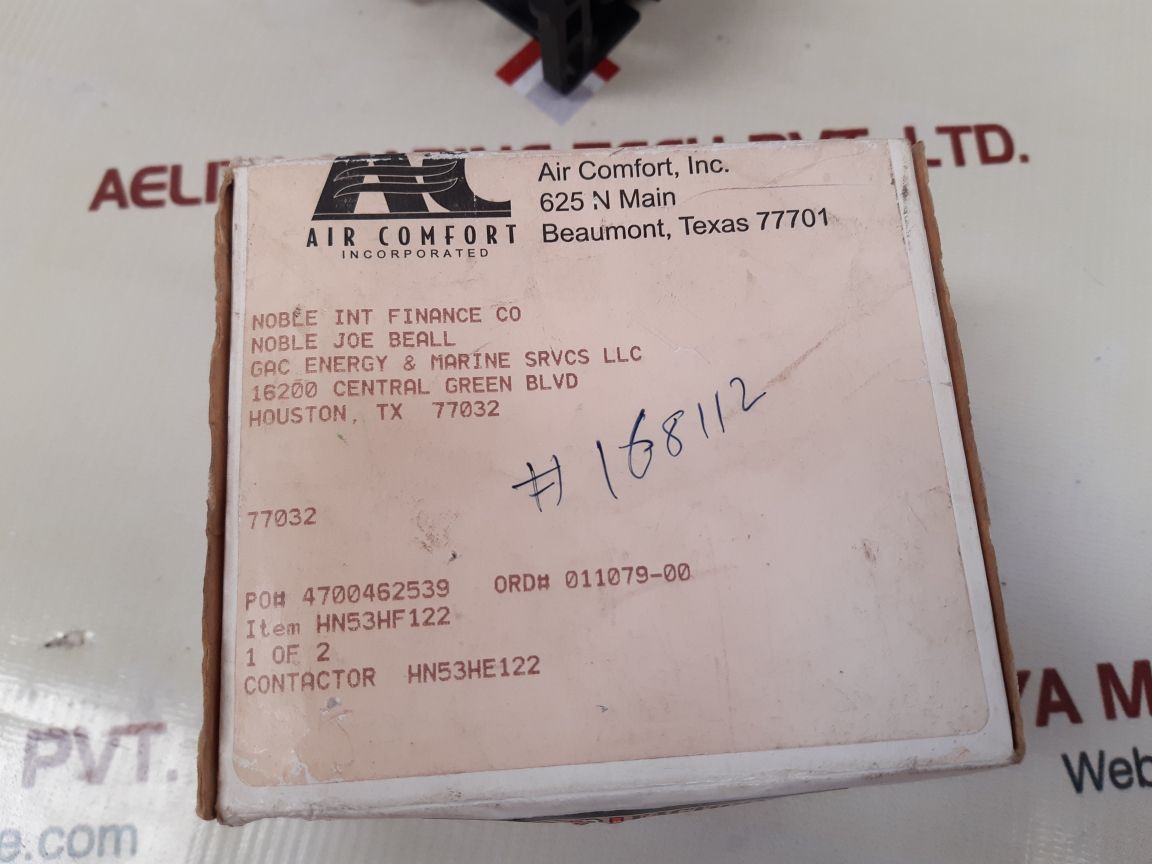 LTD.
AC
AIR COMFORT
INCORPORATED
Air Comfort, Inc.
625 N Main
Beaumont, Texas 77701
NOBLE INT FINANCE CO
NOBLE JOE BEALL
GAC ENERGY & MARINE SRVCS LLC
16200 CENTRAL GREEN BLVD
HOUSTON, TX 77032
# 168112
77032
PO# 4700462539 ORD# 011079-00
Item HN53HF122
1 OF 2
CONTACTOR HN53HE122
PVT.
YA M
Web
e.com